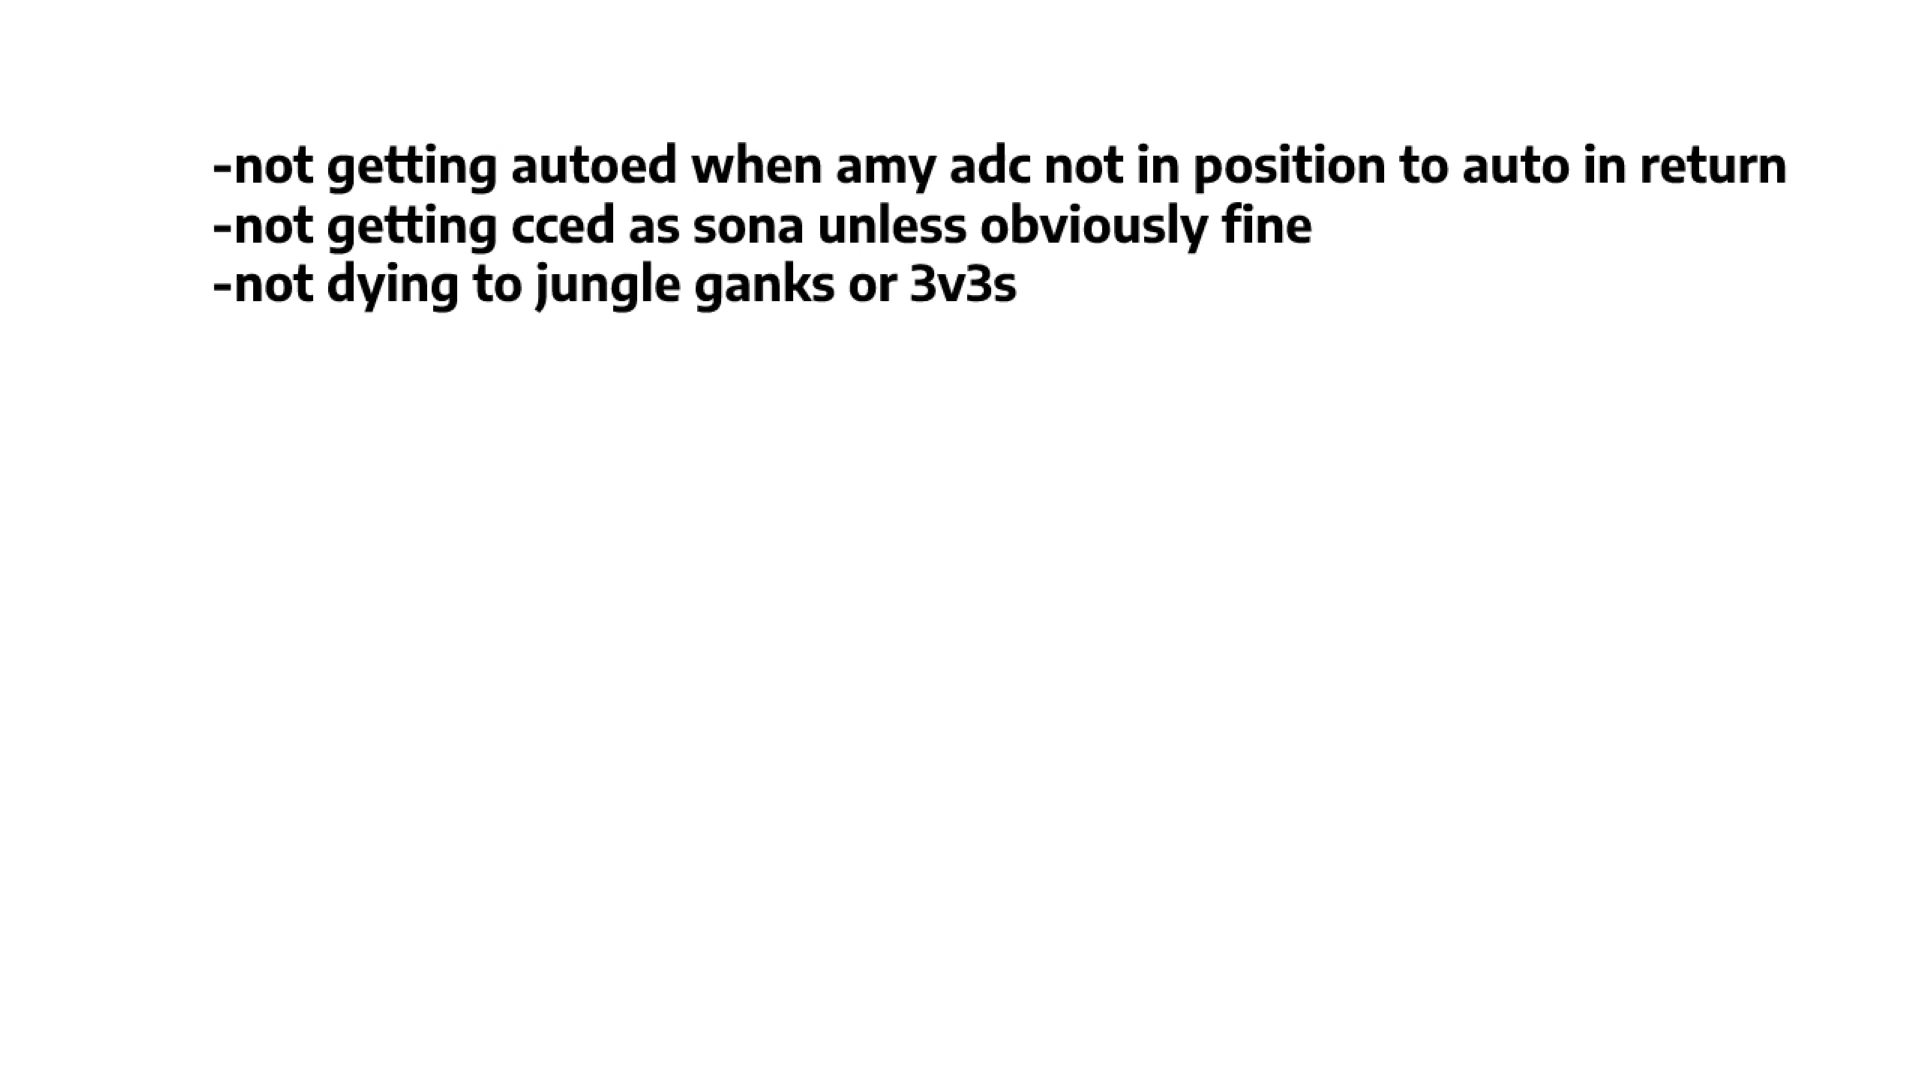 -not getting autoed when amy adc not in position to auto in return
-not getting cced as sona unless obviously fine
-not dying to jungle ganks or 3v3s